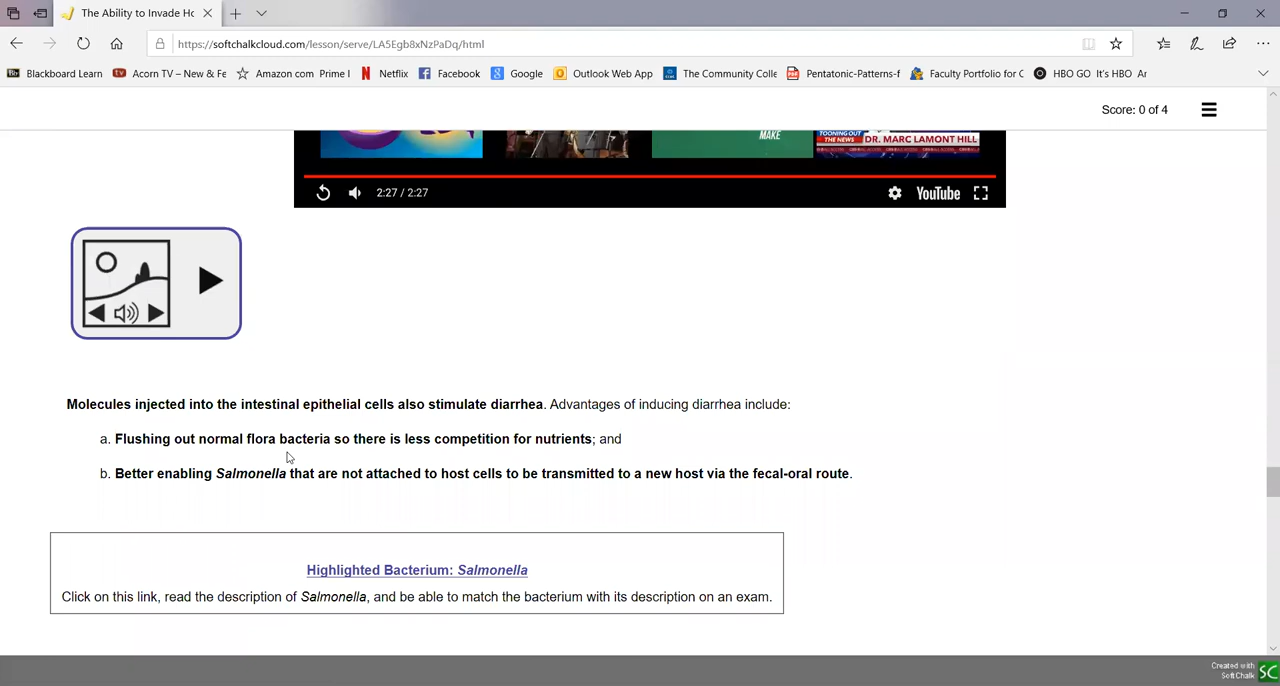 The Ability to Invade Ho
https://softchalkcloud.com/lesson/serve/LA5Egb8xNzPaDq/html
Blackboard Learn Acorn TV – New & Fe Amazon com Prime I Netflix Facebook Google Outlook Web App The Community Colle Pentatonic-Patterns-f Faculty Portfolio for C HBO GO It's HBO Ar
Score: 0 of 4
MAKE
TOONING OUT
THE NEWS DR. MARC LAMONT HILL
2:27 / 2:27 YouTube
Molecules injected into the intestinal epithelial cells also stimulate diarrhea. Advantages of inducing diarrhea include:
a. Flushing out normal flora bacteria so there is less competition for nutrients; and
b. Better enabling Salmonella that are not attached to host cells to be transmitted to a new host via the fecal-oral route.
Highlighted Bacterium: Salmonella
Click on this link, read the description of Salmonella, and be able to match the bacterium with its description on an exam.
Created with
SoftChalk SC